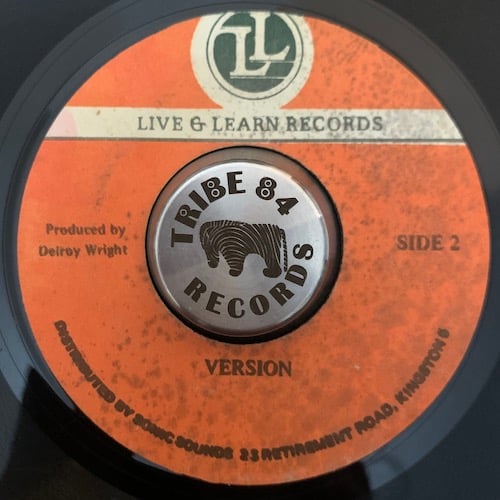 LL
LIVE & LEARN RECORDS
TRIBE 84
RECORDS
Produced by
Delroy Wright
SIDE 2
VERSION
DISTRIBUTED BY SONIC SOUNDS 23 RETIREMENT ROAD, KINGSTON 5